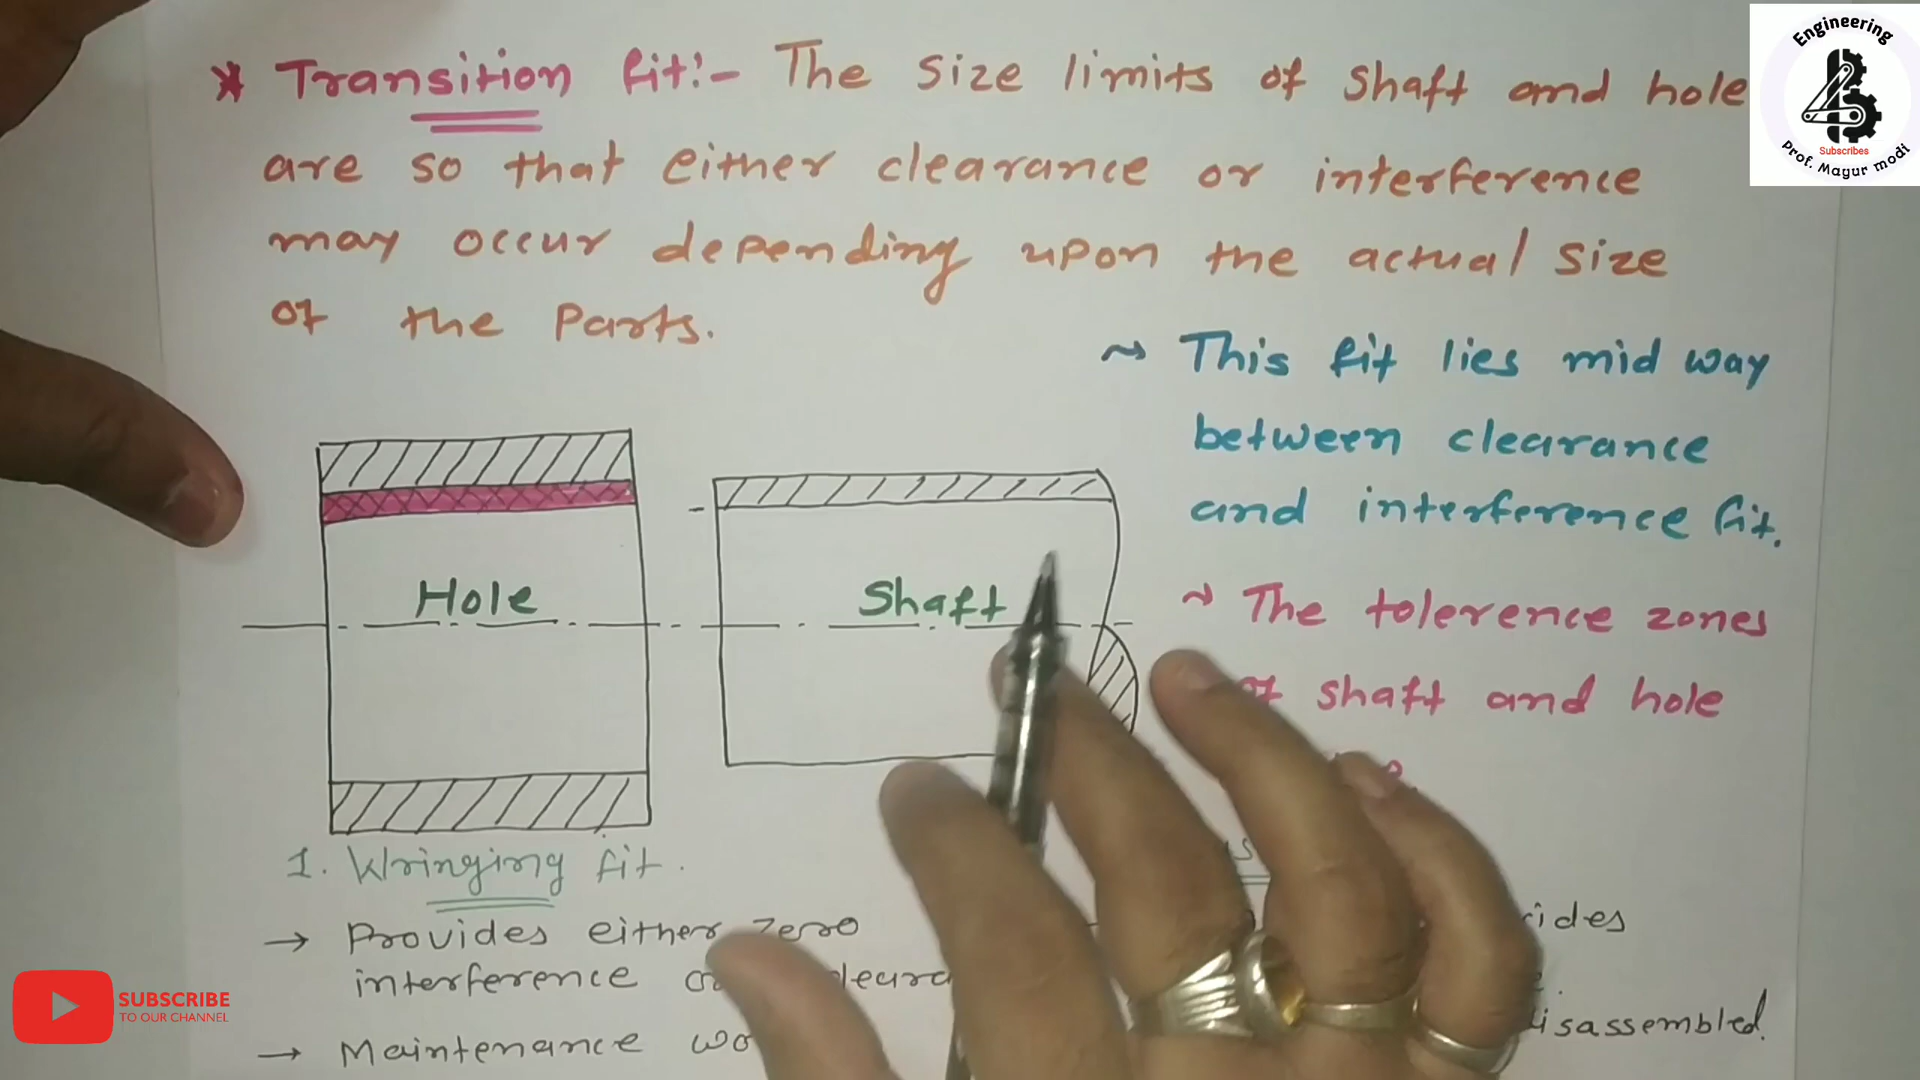 * Transition fit:- The size limits of shaft and hole
are so that either clearance or interference
may occur depending upon the actual size
of the Parts.
~ This fit lies mid way
between clearance
and interference fit.
~ The tolerence zones
of shaft and hole
Hole
Shaft
1. Wringing fit.
→ Provides either zero
interference
→ Maintenance
disassembled.
Engineering
Subscribes
Prof. Mayur modi
SUBSCRIBE
TO OUR CHANNEL